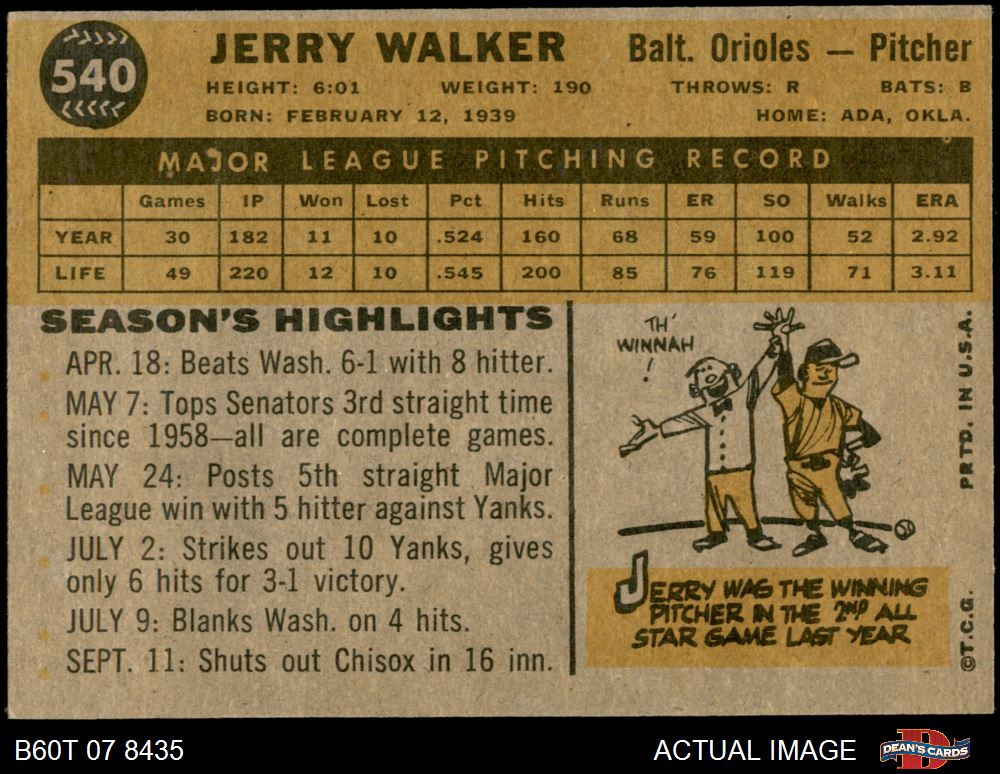 540
JERRY WALKER Balt. Orioles — Pitcher
HEIGHT: 6:01 WEIGHT: 190 THROWS: R BATS: B
BORN: FEBRUARY 12, 1939 HOME: ADA, OKLA.
MAJOR LEAGUE PITCHING RECORD
Games IP Won Lost Pct Hits Runs ER SO Walks ERA
YEAR 30 182 11 10 .524 160 68 59 100 52 2.92
LIFE 49 220 12 10 .545 200 85 76 119 71 3.11
SEASON'S HIGHLIGHTS
APR. 18: Beats Wash. 6-1 with 8 hitter.
MAY 7: Tops Senators 3rd straight time
since 1958—all are complete games.
MAY 24: Posts 5th straight Major
League win with 5 hitter against Yanks.
JULY 2: Strikes out 10 Yanks, gives
only 6 hits for 3-1 victory.
JULY 9: Blanks Wash. on 4 hits.
SEPT. 11: Shuts out Chisox in 16 inn.
TH'
WINNAH
!
JERRY WAS THE WINNING
PITCHER IN THE 2ND ALL
STAR GAME LAST YEAR
©T.C.G. PRTD. IN U.S.A.
B60T 07 8435 ACTUAL IMAGE
D
DEAN'S CARDS